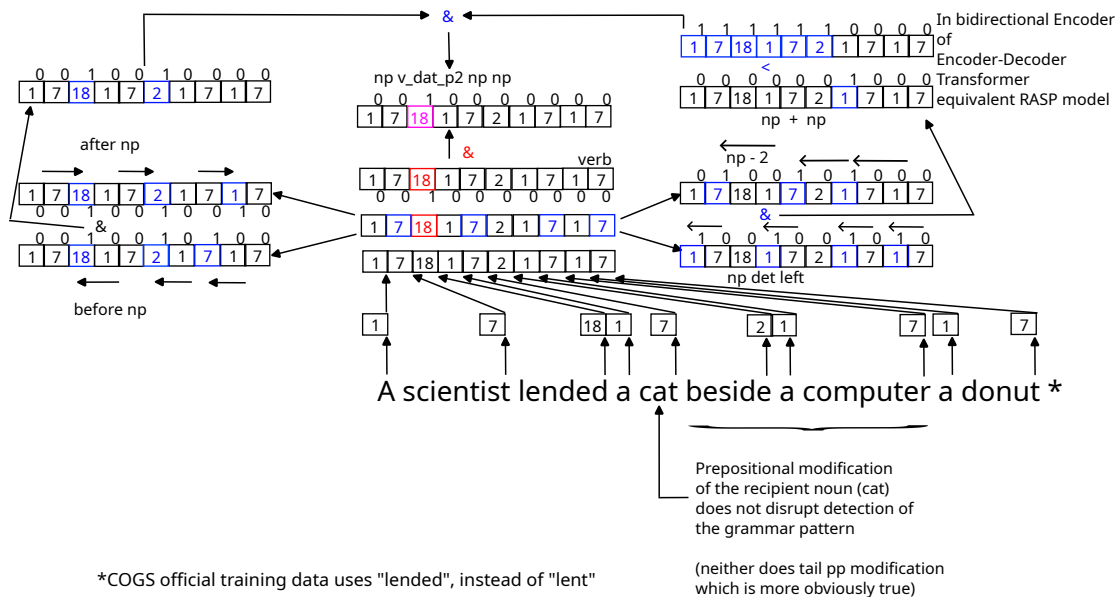 &
In bidirectional Encoder
of
Encoder-Decoder
Transformer
equivalent RASP model
1 1 1 1 1 1 0 0 0 0
1 7 18 1 7 2 1 7 1 7
<
0 0 0 0 0 0 1 0 0 0
1 7 18 1 7 2 1 7 1 7
np + np
0 0 1 0 0 1 0 0 0 0
1 7 18 1 7 2 1 7 1 7
np v_dat_p2 np np
0 0 1 0 0 0 0 0 0 0
1 7 18 1 7 2 1 7 1 7
&
verb
1 7 18 1 7 2 1 7 1 7
0 0 1 0 0 0 0 0 0 0
1 7 18 1 7 2 1 7 1 7
1 7 18 1 7 2 1 7 1 7
after np
1 7 18 1 7 2 1 7 1 7
0 0 1 0 0 1 0 0 1 0
&
0 0 1 0 0 1 0 1 0 0
1 7 18 1 7 2 1 7 1 7
before np
np - 2
0 1 0 0 1 0 1 0 0 0
1 7 18 1 7 2 1 7 1 7
&
1 0 0 1 0 0 1 0 1 0
1 7 18 1 7 2 1 7 1 7
np det left
1 7 18 1 7 2 1 7 1 7
A scientist lended a cat beside a computer a donut *
Prepositional modification
of the recipient noun (cat)
does not disrupt detection of
the grammar pattern
(neither does tail pp modification
which is more obviously true)
*COGS official training data uses "lended", instead of "lent"